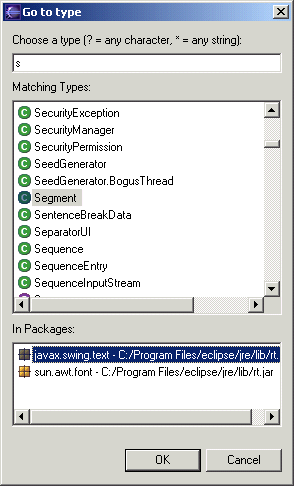 Go to type
Choose a type (? = any character, * = any string):
s
Matching Types:
SecurityException
SecurityManager
SecurityPermission
SeedGenerator
SeedGenerator.BogusThread
Segment
SentenceBreakData
SeparatorUI
Sequence
SequenceEntry
SequenceInputStream
In Packages:
javax.swing.text - C:/Program Files/eclipse/jre/lib/rt.
sun.awt.font - C:/Program Files/eclipse/jre/lib/rt.jar
OK
Cancel